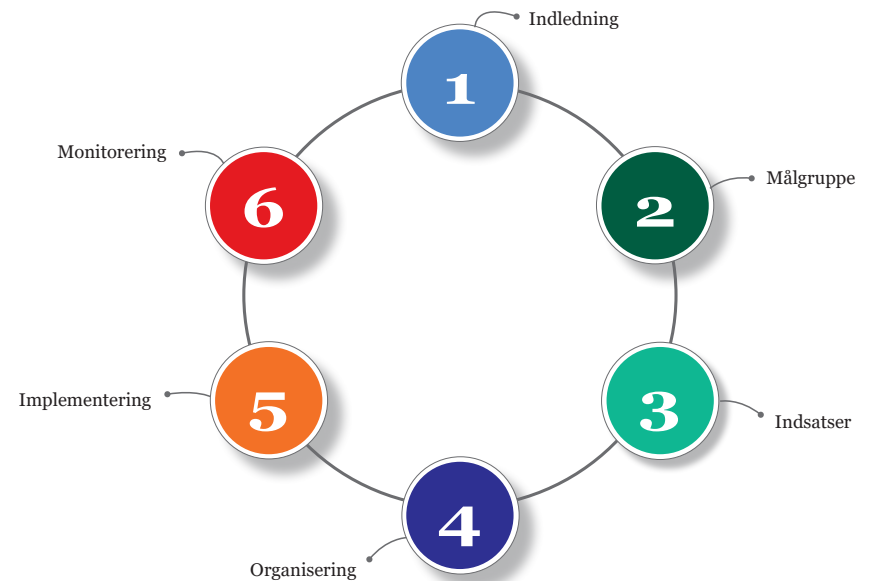 1
Indledning
2
Målgruppe
3
Indsatser
4
Organisering
5
Implementering
6
Monitorering